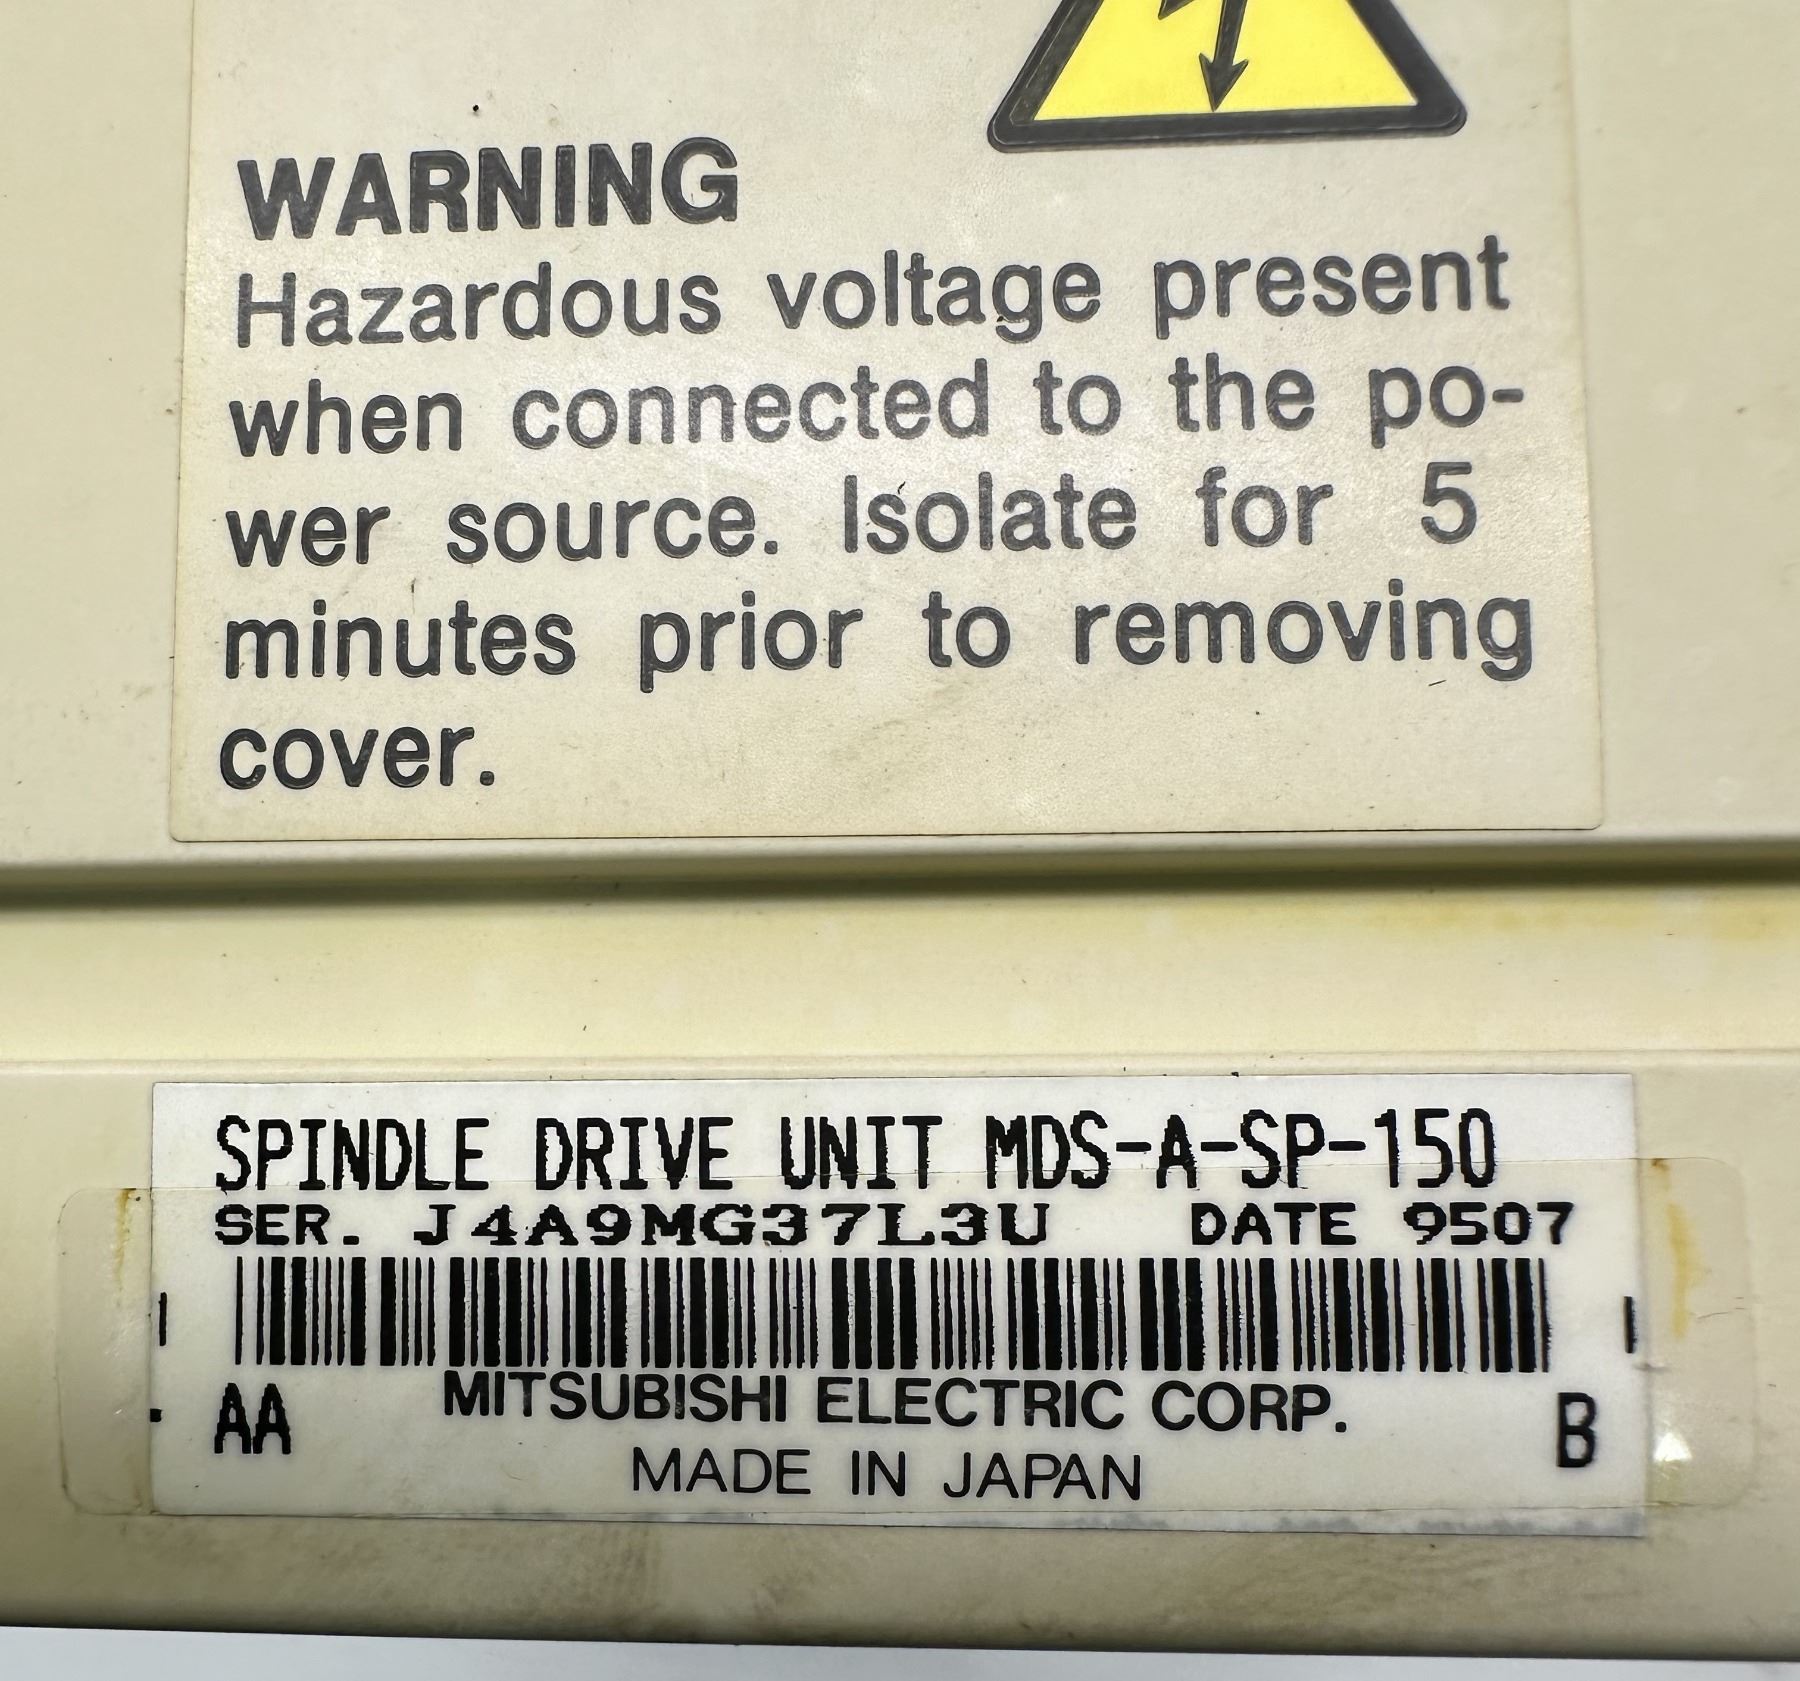 WARNING
Hazardous voltage present
when connected to the po-
wer source. Isolate for 5
minutes prior to removing
cover.
SPINDLE DRIVE UNIT MDS-A-SP-150
SER. J4A9MG37L3U DATE 9507
AA MITSUBISHI ELECTRIC CORP. B
MADE IN JAPAN